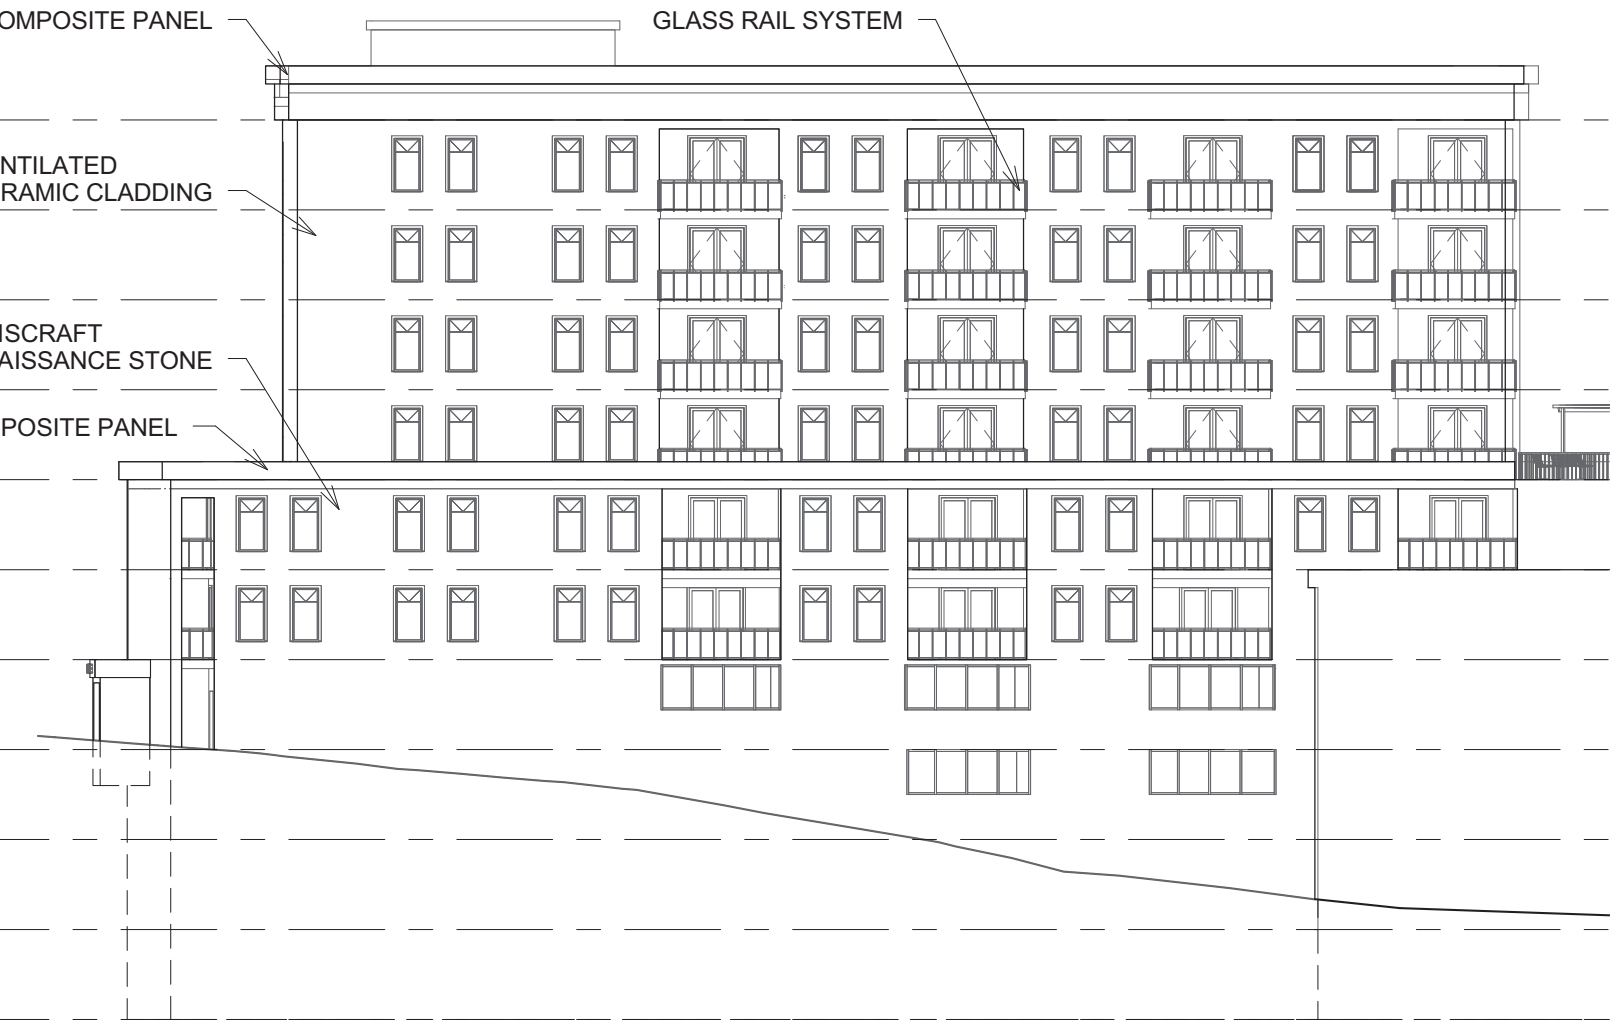 OMPOSITE PANEL
GLASS RAIL SYSTEM
NTILATED
RAMIC CLADDING
ISCRAFT
AISSANCE STONE
POSITE PANEL